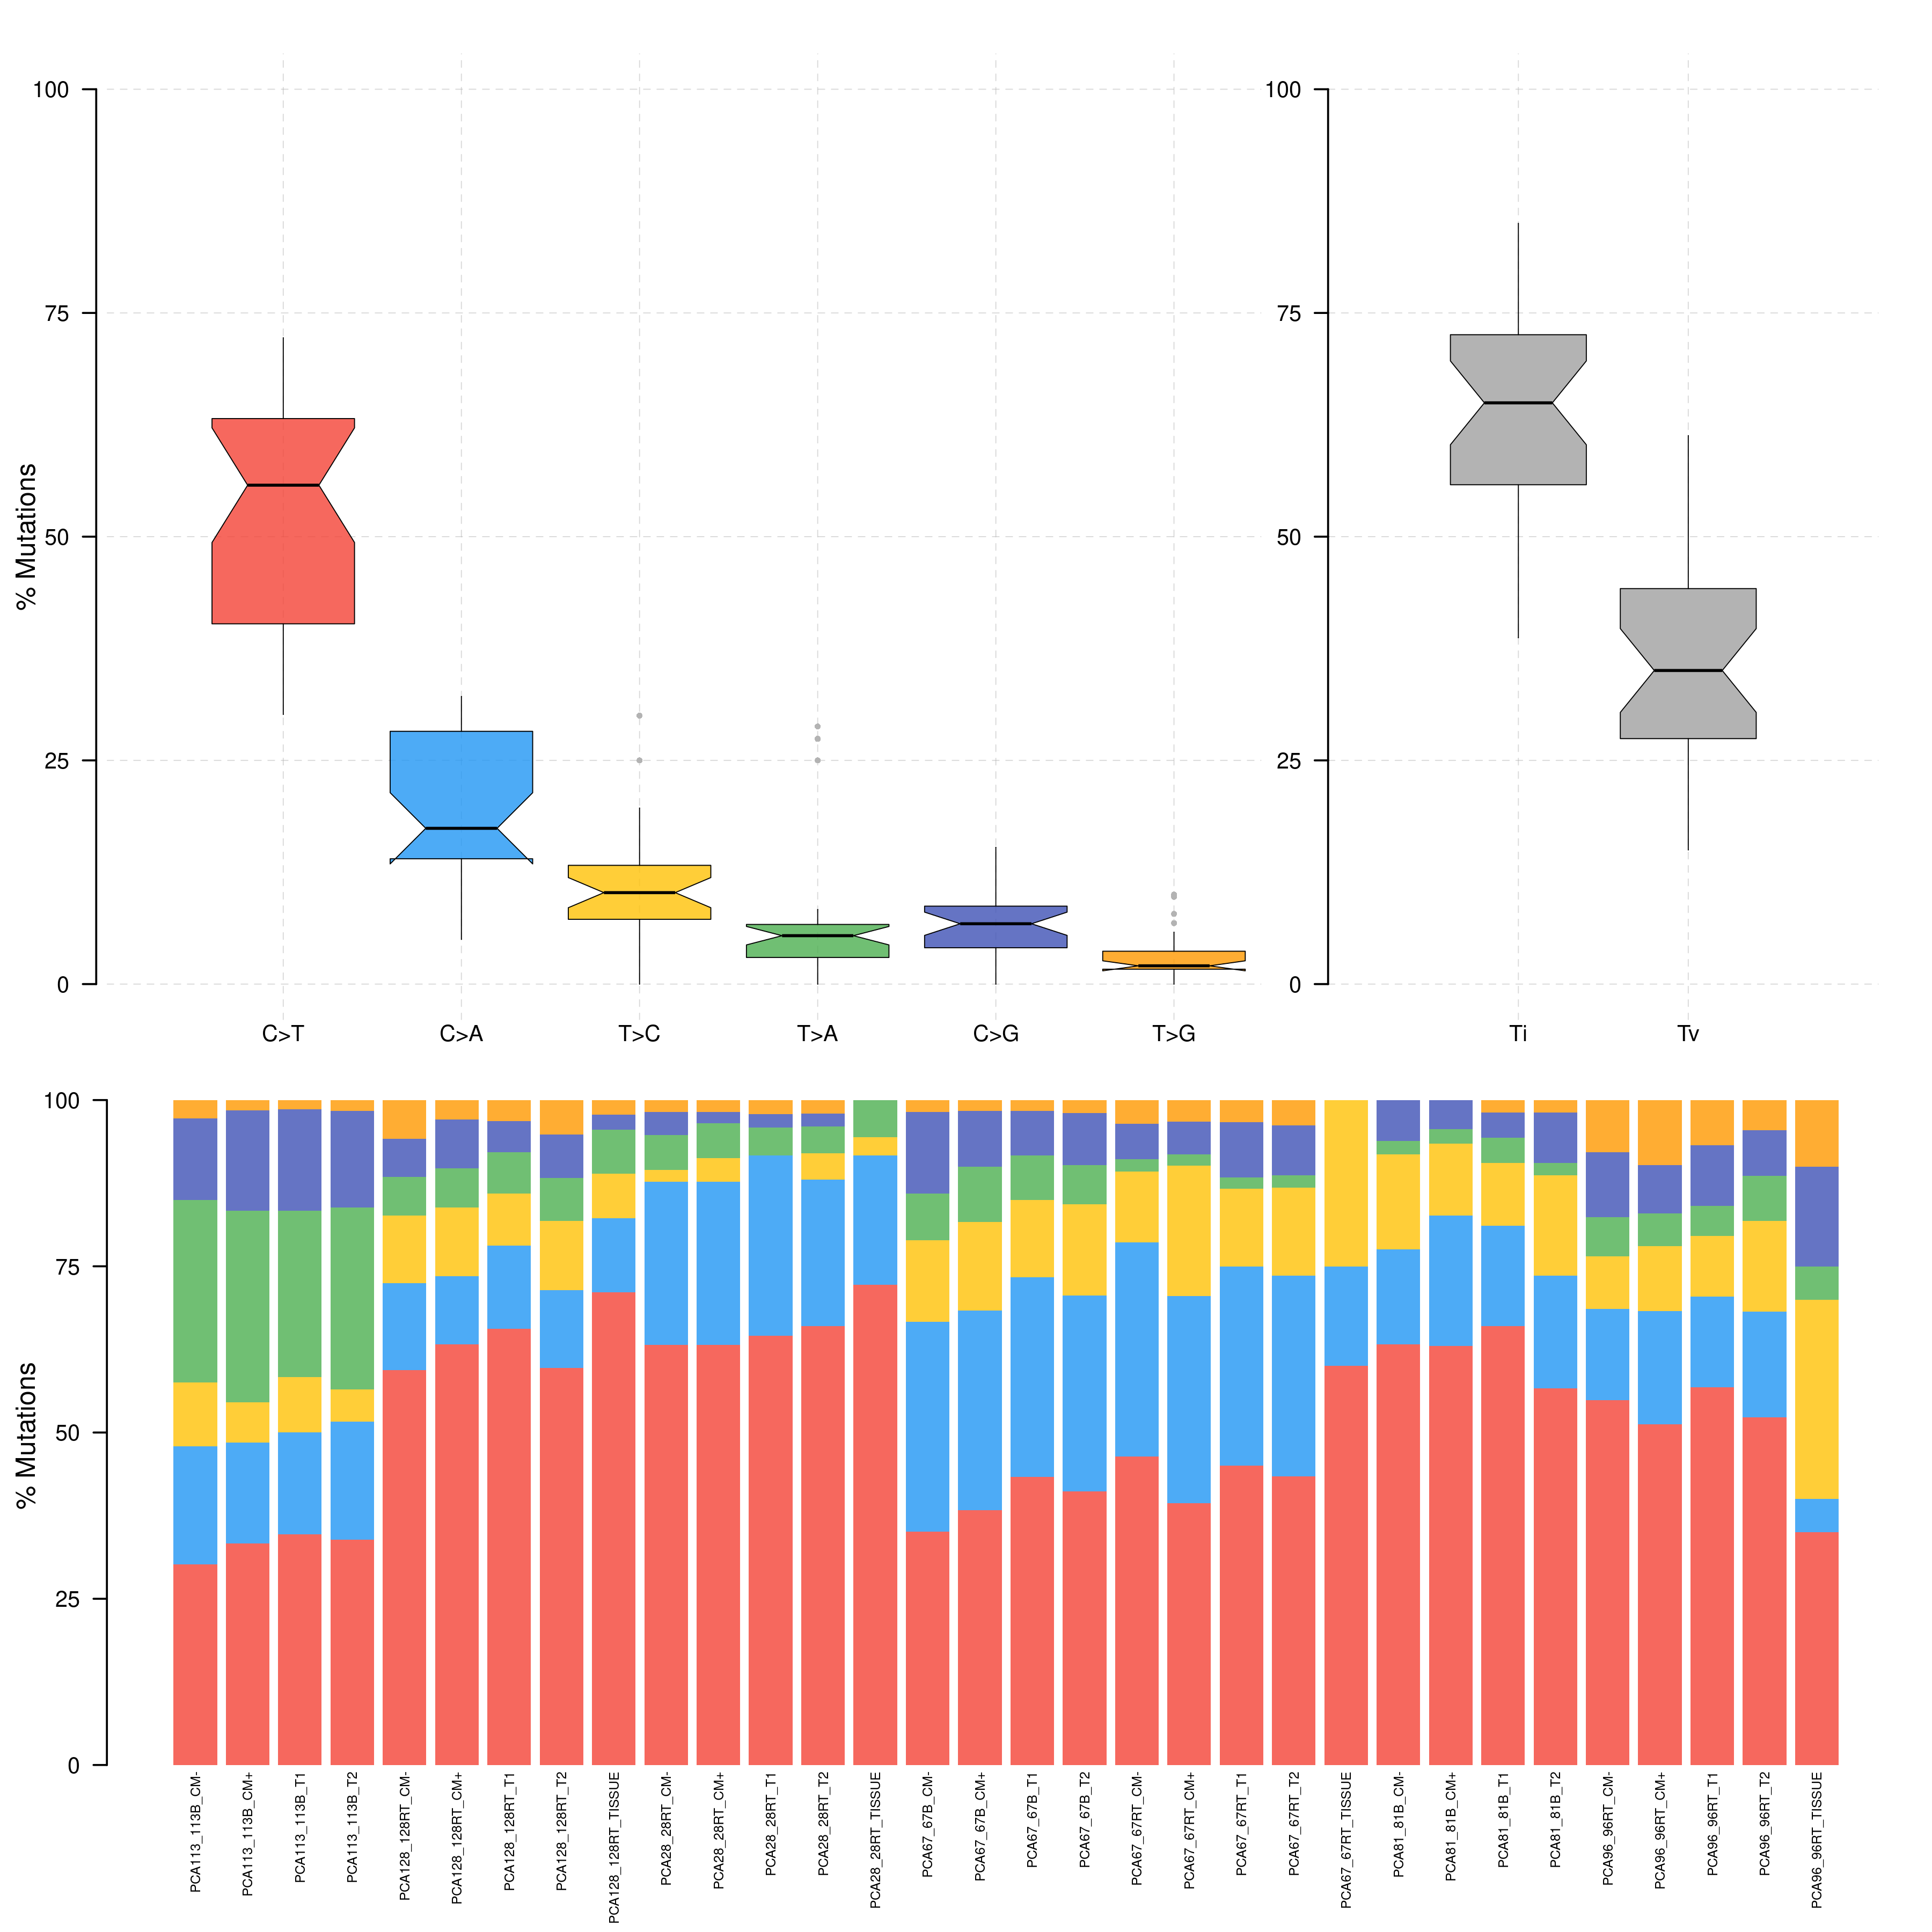 % Mutations
100
75
50
25
0
C>T
C>A
T>C
T>A
C>G
T>G
100
75
50
25
0
Ti
Tv
% Mutations
100
75
50
25
0
PCA113_113B_CM-
PCA113_113B_CM+
PCA113_113B_T1
PCA113_113B_T2
PCA128_128RT_CM-
PCA128_128RT_CM+
PCA128_128RT_T1
PCA128_128RT_T2
PCA128_128RT_TISSUE
PCA28_28RT_CM-
PCA28_28RT_CM+
PCA28_28RT_T1
PCA28_28RT_T2
PCA28_28RT_TISSUE
PCA67_67B_CM-
PCA67_67B_CM+
PCA67_67B_T1
PCA67_67B_T2
PCA67_67RT_CM-
PCA67_67RT_CM+
PCA67_67RT_T1
PCA67_67RT_T2
PCA67_67RT_TISSUE
PCA81_81B_CM-
PCA81_81B_CM+
PCA81_81B_T1
PCA81_81B_T2
PCA96_96RT_CM-
PCA96_96RT_CM+
PCA96_96RT_T1
PCA96_96RT_T2
PCA96_96RT_TISSUE